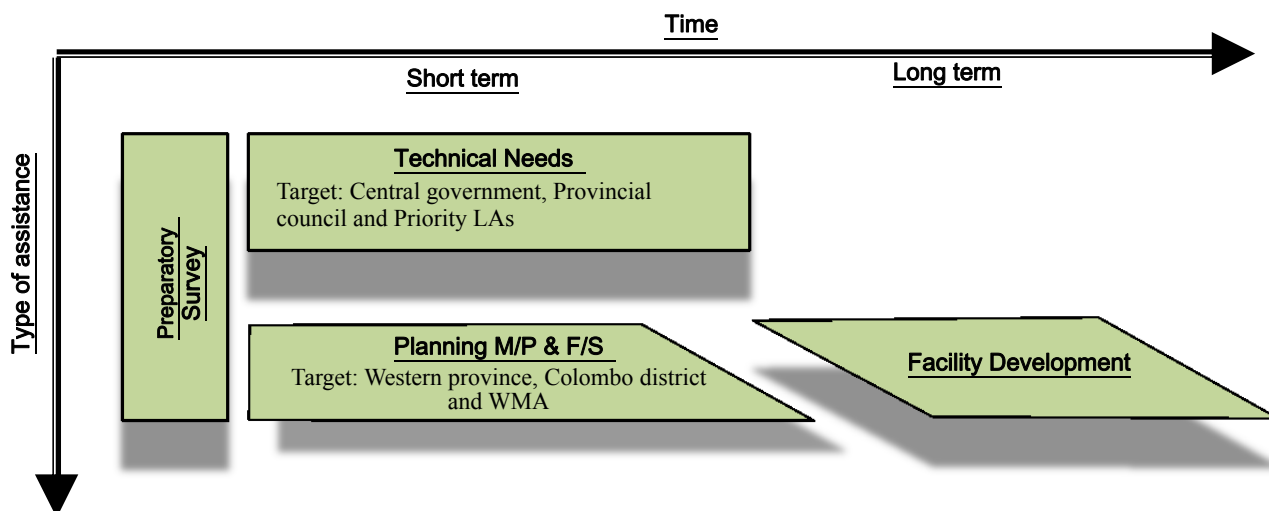 Time
Short term
Long term
Type of assistance
Preparatory
Survey
Technical Needs
Target: Central government, Provincial
council and Priority LAs
Planning M/P & F/S
Target: Western province, Colombo district
and WMA
Facility Development